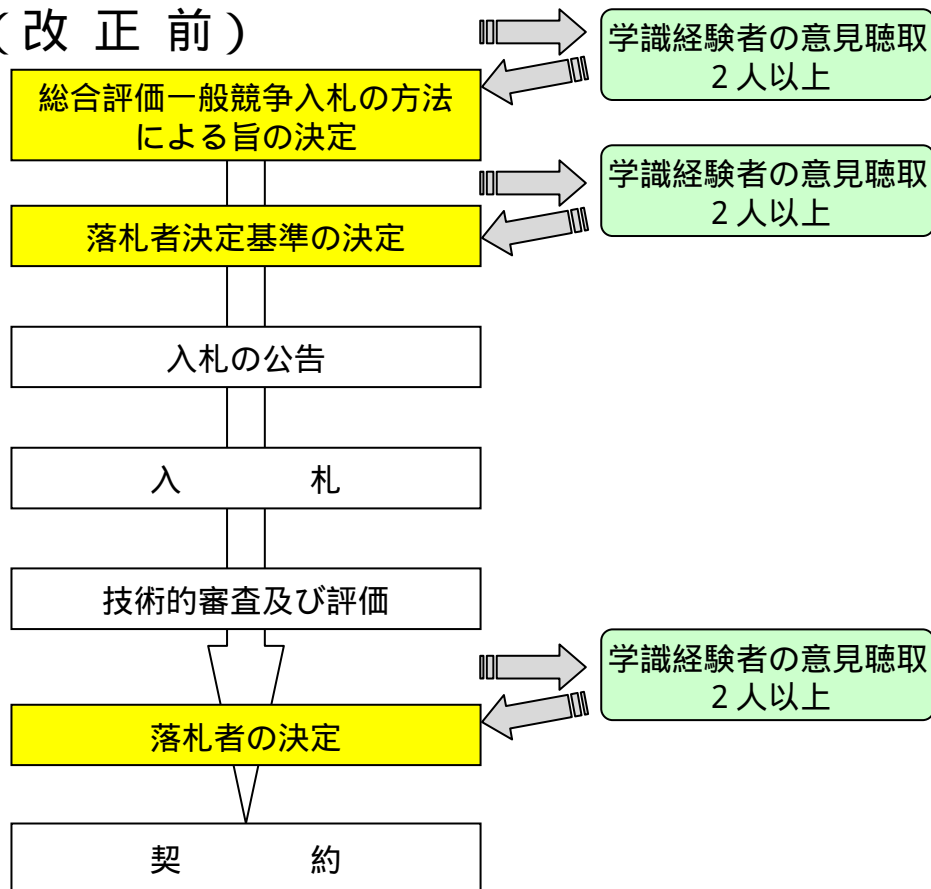 (改 正 前)
学識経験者の意見聴取
2人以上
総合評価一般競争入札の方法
による旨の決定
学識経験者の意見聴取
2人以上
落札者決定基準の決定
入札の公告
入 札
技術的審査及び評価
学識経験者の意見聴取
2人以上
落札者の決定
契 約